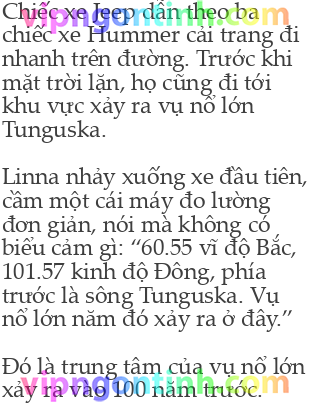 Chiếc xe Jeep dẫn theo ba
chiếc xe Hummer cải trang đi
nhanh trên đường. Trước khi
mặt trời lặn, họ cũng đi tới
khu vực xảy ra vụ nổ lớn
Tunguska.
Linna nhảy xuống xe đầu tiên,
cầm một cái máy đo lường
đơn giản, nói mà không có
biểu cảm gì: “60.55 vĩ độ Bắc,
101.57 kinh độ Đông, phía
trước là sông Tunguska. Vụ
nổ lớn năm đó xảy ra ở đây.”
Đó là trung tâm của vụ nổ lớn
xảy ra vào 100 năm trước.
vipngontinh.com
vipngontinh.com